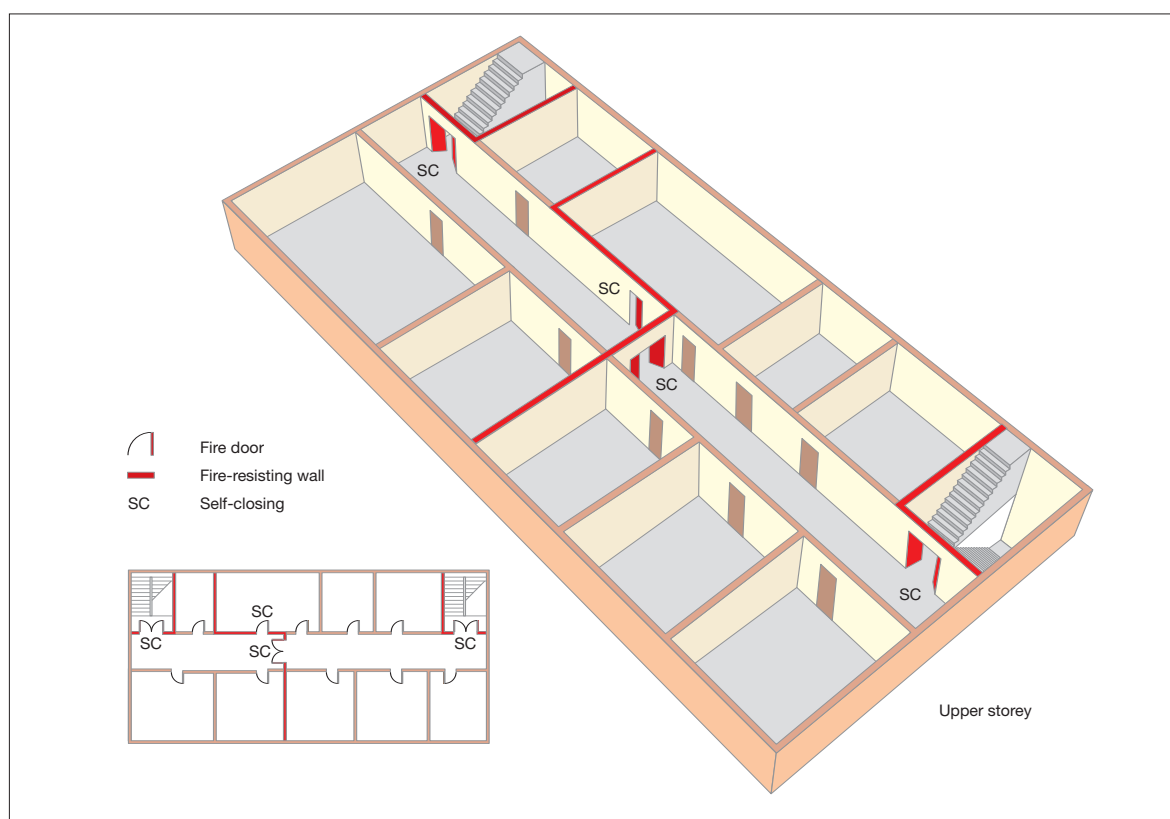 SC
SC
SC
Fire door
Fire-resisting wall
SC Self-closing
SC
SC
SC
SC
SC
Upper storey